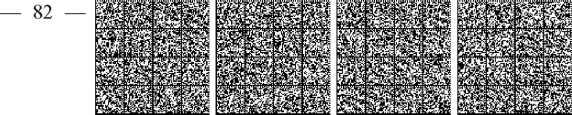 — 82 —